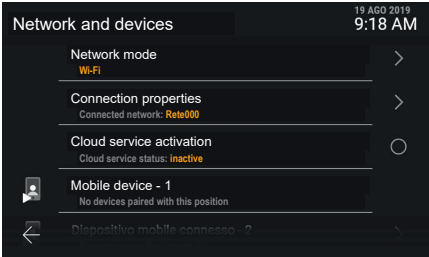 19 AGO 2019
Network and devices 9:18 AM
Network mode
Wi-Fi
Connection properties
Connected network: Rete000
Cloud service activation
Cloud service status: inactive
Mobile device - 1
No devices paired with this position
Dispositivo mobile connesso - 2